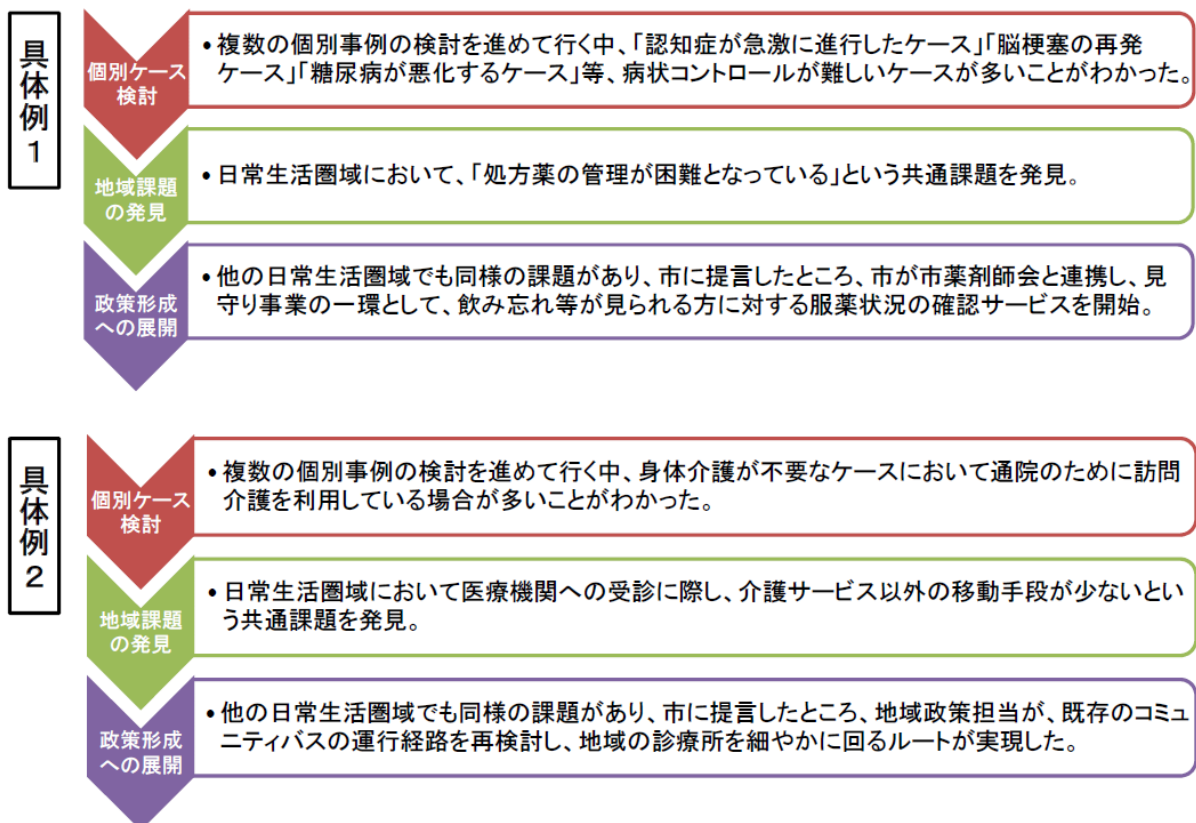 具体例1
個別ケース
検討
• 複数の個別事例の検討を進めて行く中、「認知症が急激に進行したケース」「脳梗塞の再発
ケース」「糖尿病が悪化するケース」等、病状コントロールが難しいケースが多いことがわかった。
地域課題
の発見
• 日常生活圏域において、「処方薬の管理が困難となっている」という共通課題を発見。
政策形成
への展開
• 他の日常生活圏域でも同様の課題があり、市に提言したところ、市が市薬剤師会と連携し、見
守り事業の一環として、飲み忘れ等が見られる方に対する服薬状況の確認サービスを開始。
具体例2
個別ケース
検討
• 複数の個別事例の検討を進めて行く中、身体介護が不要なケースにおいて通院のために訪問
介護を利用している場合が多いことがわかった。
地域課題
の発見
• 日常生活圏域において医療機関への受診に際し、介護サービス以外の移動手段が少ないとい
う共通課題を発見。
政策形成
への展開
• 他の日常生活圏域でも同様の課題があり、市に提言したところ、地域政策担当が、既存のコミュ
ニティバスの運行経路を再検討し、地域の診療所を細やかに回るルートが実現した。